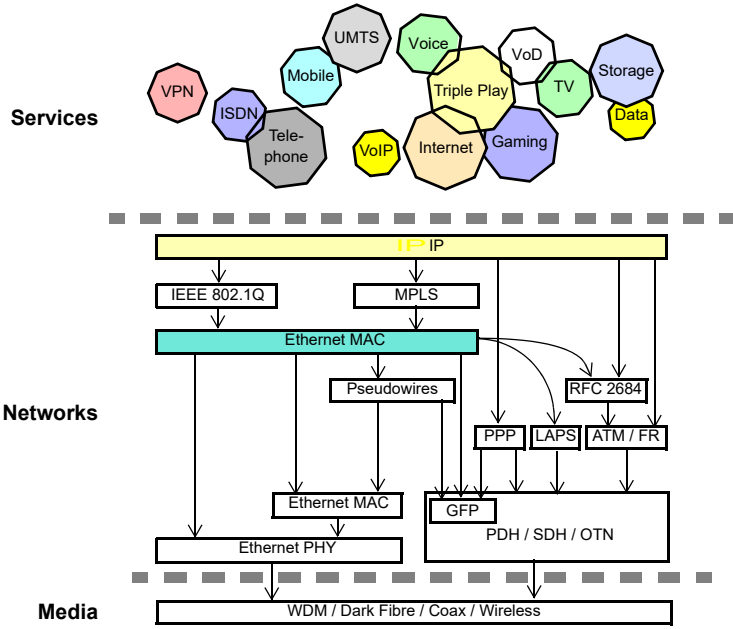 UMTS
Voice
VoD
Mobile
Storage
VPN
Triple Play
TV
ISDN
Data
Services
Tele-
phone
VoIP
Internet
Gaming
IP IP
IEEE 802.1Q
MPLS
Ethernet MAC
Pseudowires
RFC 2684
Networks
PPP
LAPS
ATM / FR
Ethernet MAC
GFP
PDH / SDH / OTN
Ethernet PHY
Media
WDM / Dark Fibre / Coax / Wireless